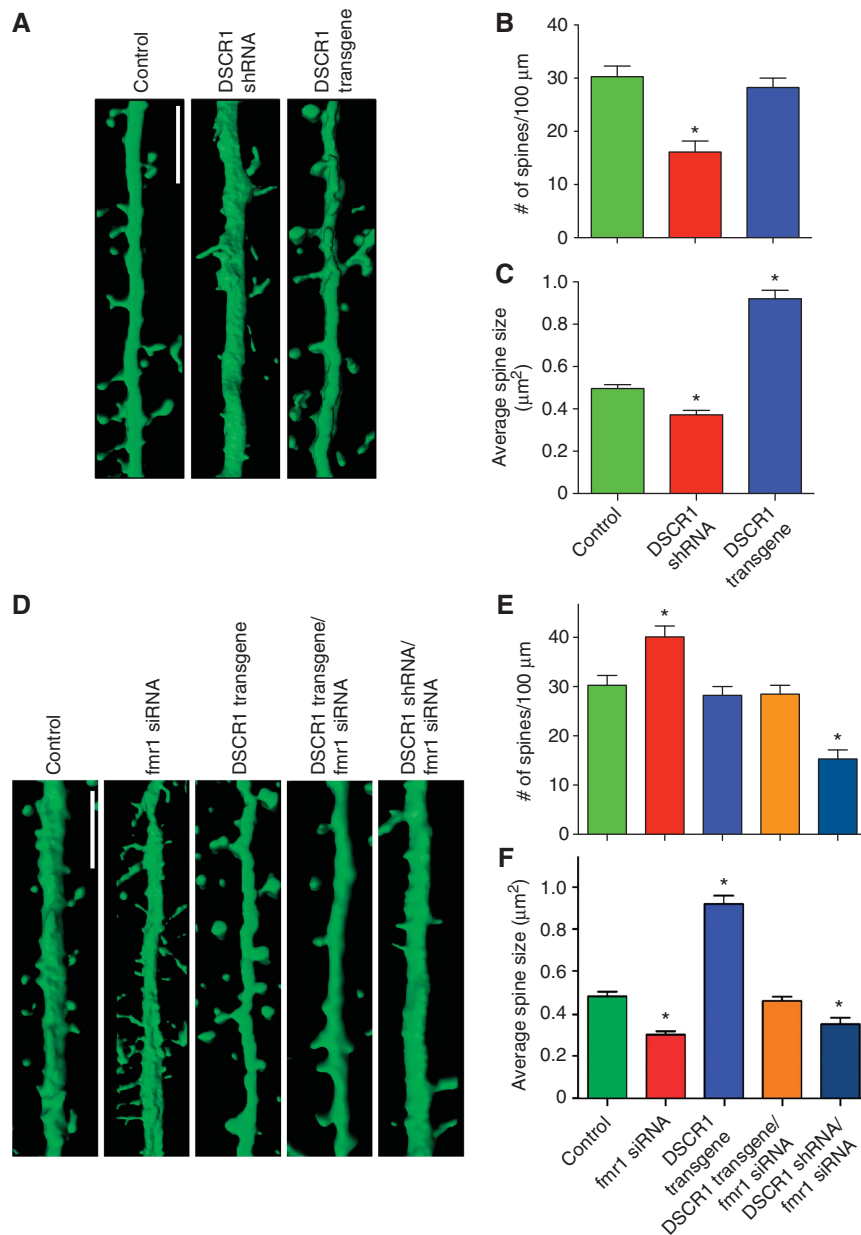 A
Control
DSCR1
shRNA
DSCR1
transgene
B
# of spines/100 μm
40
30
20
10
0
*
C
Average spine size
(μm²)
1.0
0.8
0.6
0.4
0.2
0
*
*
Control
DSCR1
shRNA
DSCR1
transgene
D
Control
fmr1 siRNA
DSCR1 transgene
DSCR1 transgene/
fmr1 siRNA
DSCR1 shRNA/
fmr1 siRNA
E
# of spines/100 μm
40
30
20
10
0
*
*
F
Average spine size (μm²)
1.0
0.8
0.6
0.4
0.2
0
*
*
*
Control
fmr1 siRNA
DSCR1
transgene
DSCR1 transgene/
fmr1 siRNA
DSCR1 shRNA/
fmr1 siRNA